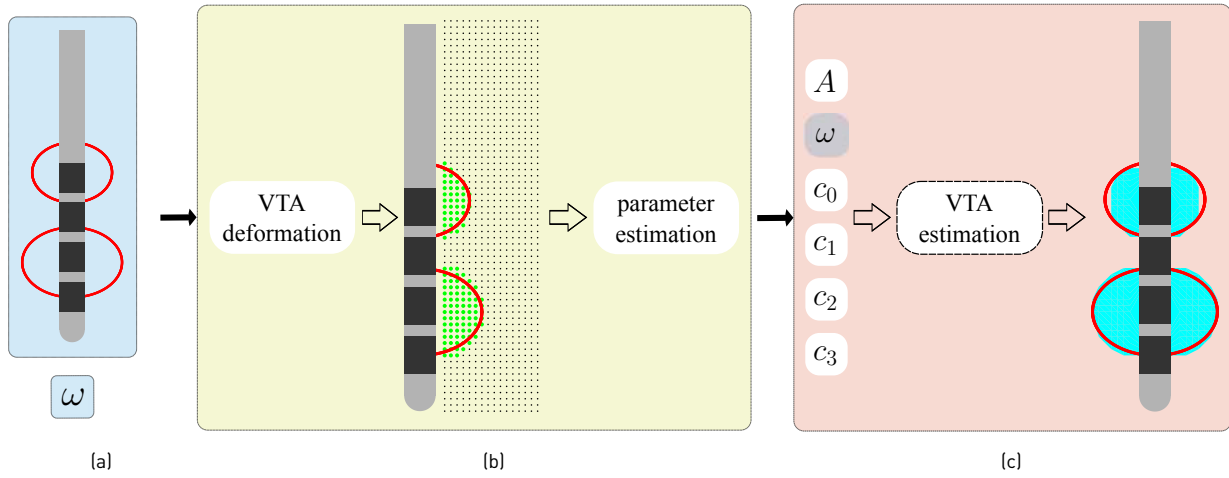 ω
(a)
VTA
deformation
parameter
estimation
(b)
A
ω
c₀
c₁
c₂
c₃
VTA
estimation
(c)